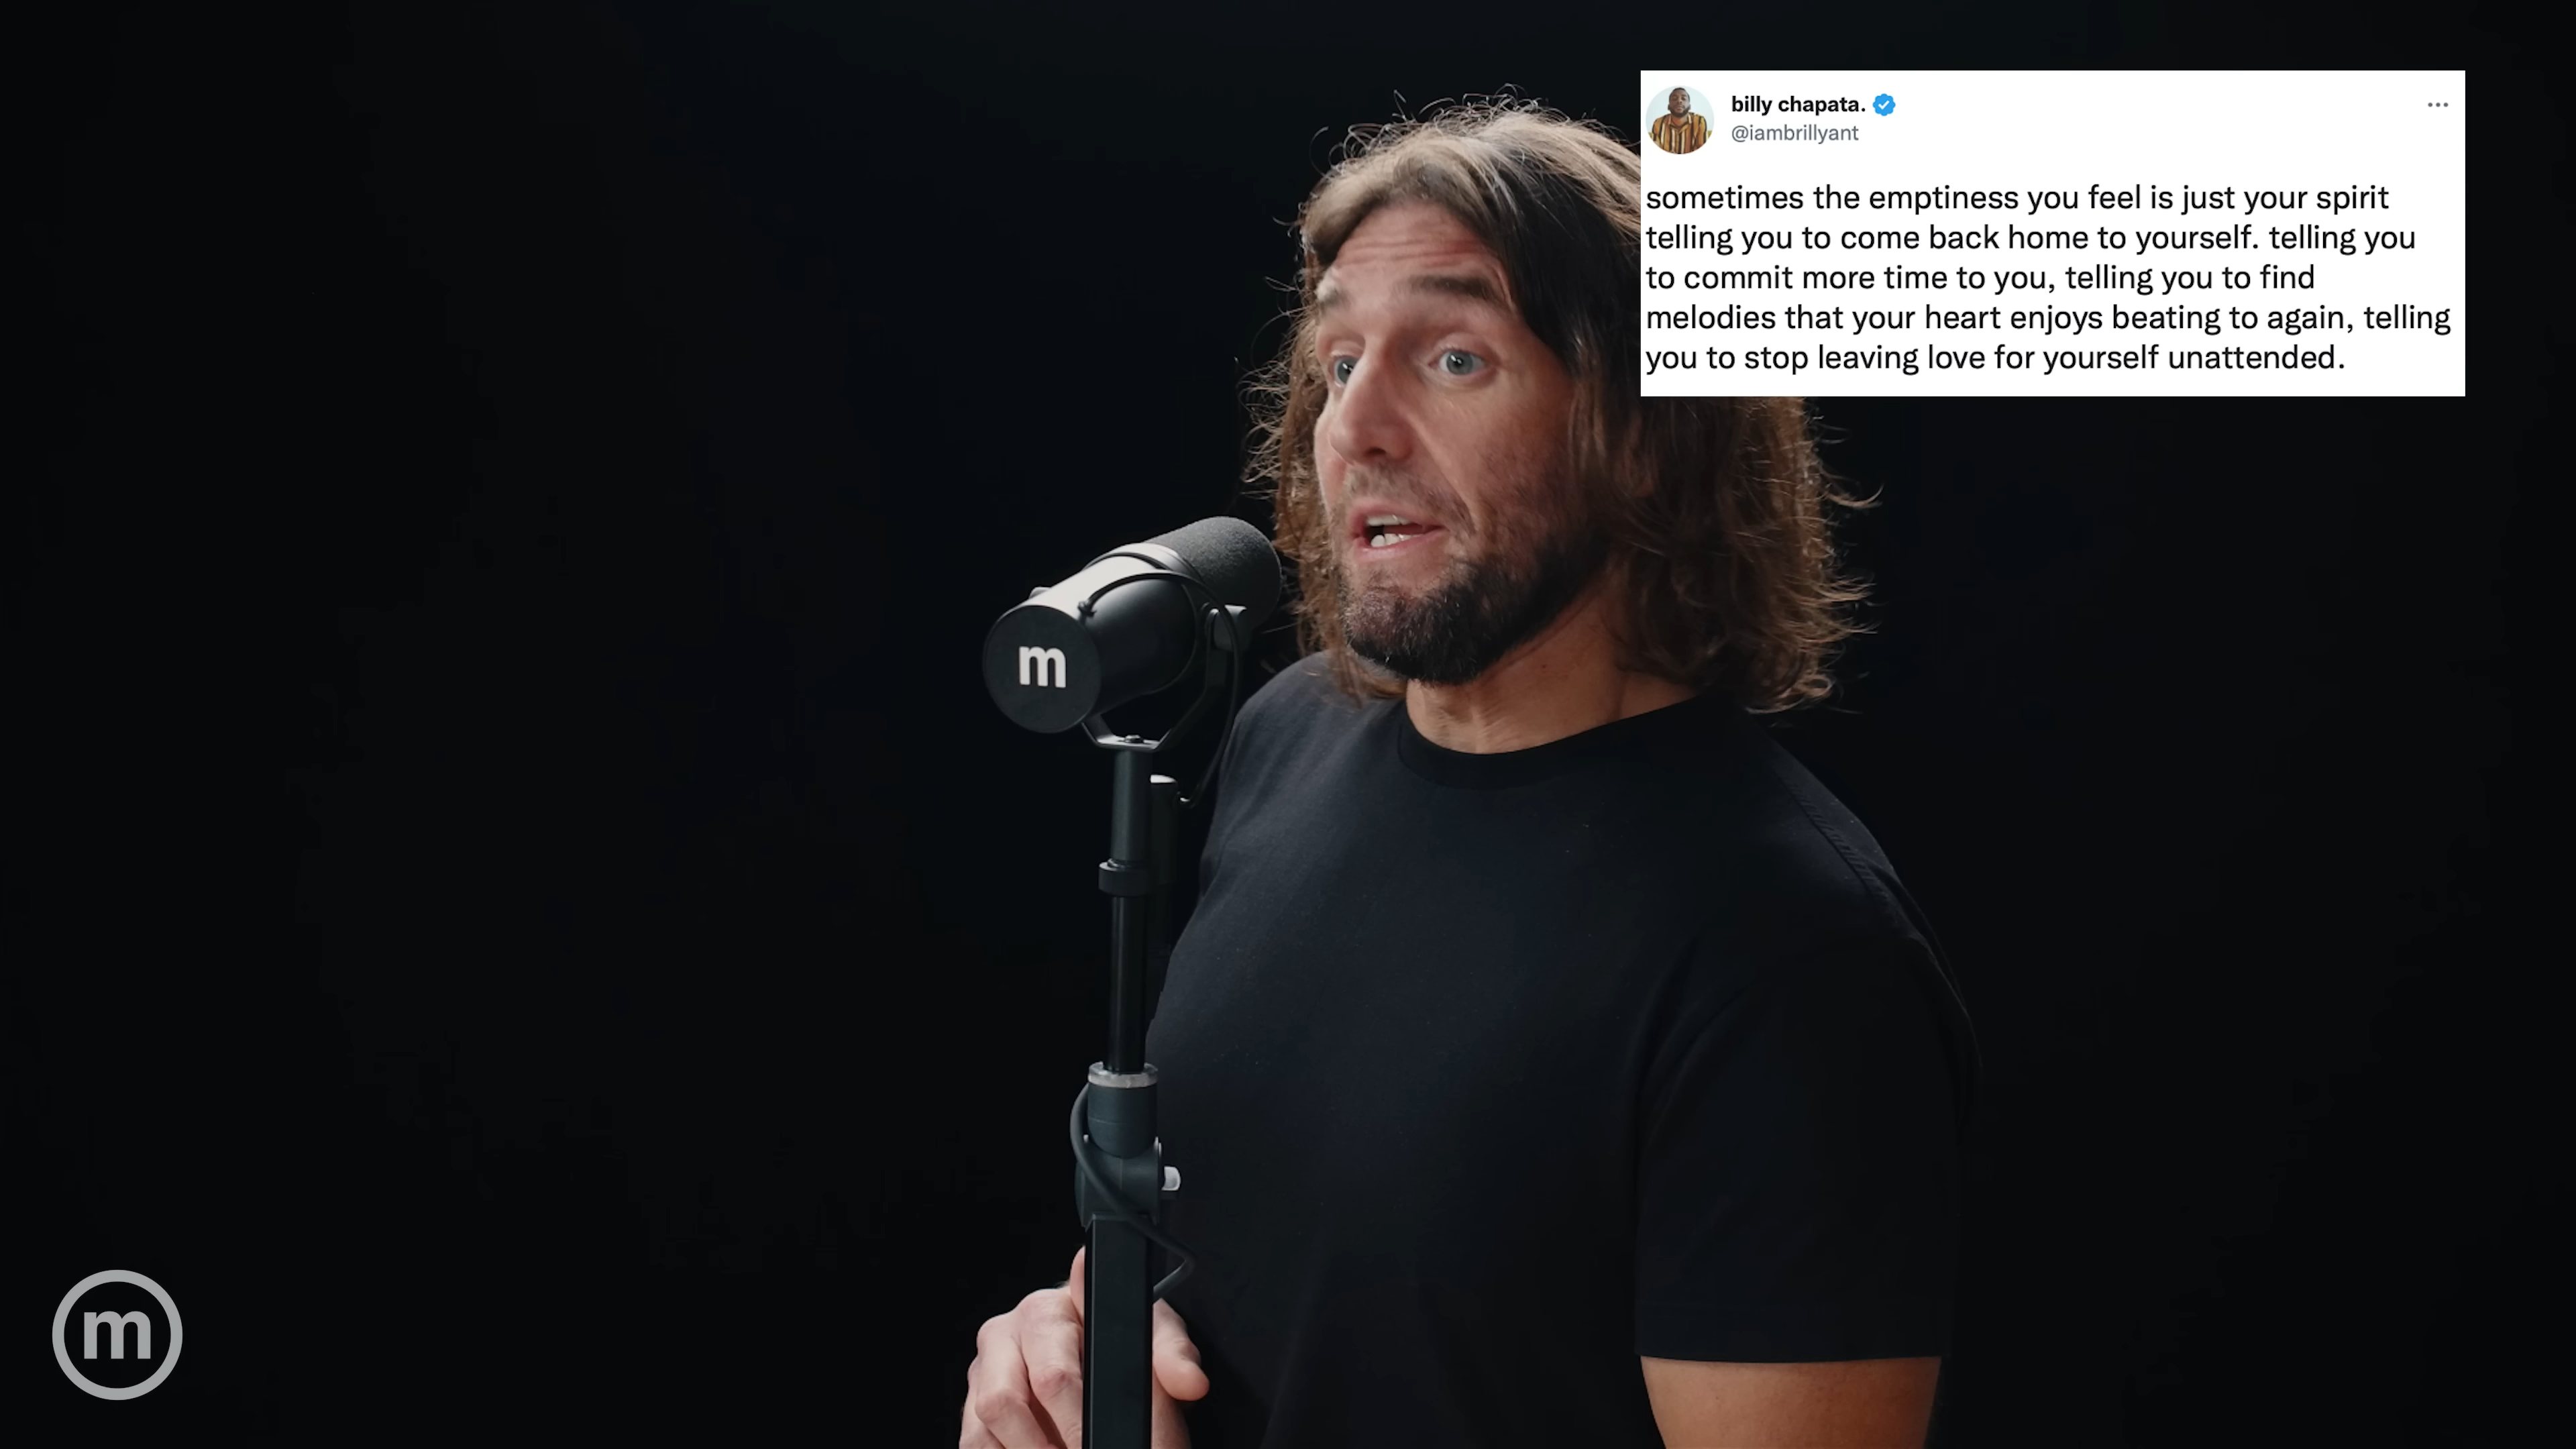 billy chapata.
@iambrillyant
sometimes the emptiness you feel is just your spirit
telling you to come back home to yourself. telling you
to commit more time to you, telling you to find
melodies that your heart enjoys beating to again, telling
you to stop leaving love for yourself unattended.
m
m